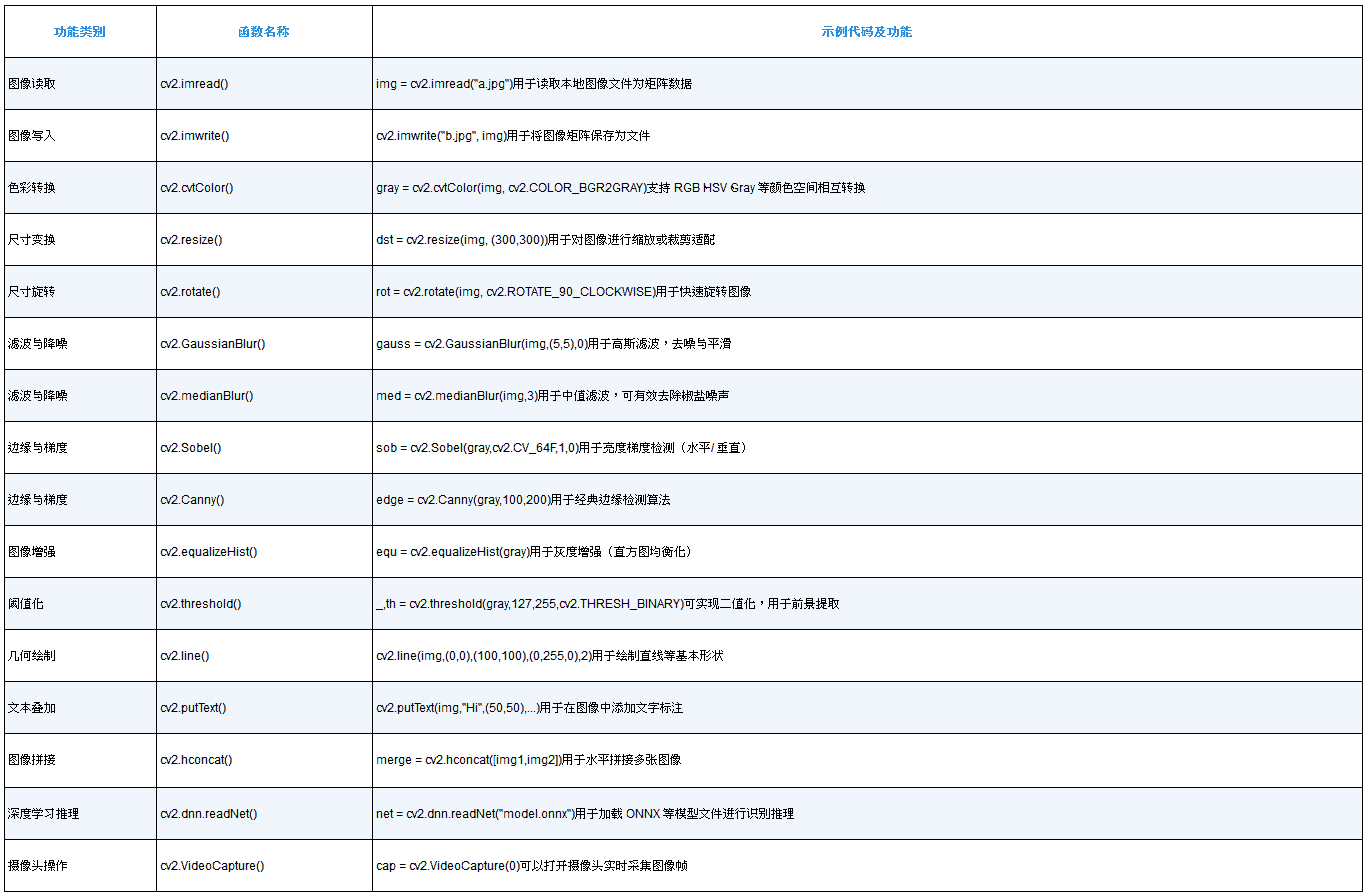 功能类别 函数名称 示例代码及功能
图像读取 cv2.imread() img = cv2.imread("a.jpg")用于读取本地图像文件为矩阵数据
图像写入 cv2.imwrite() cv2.imwrite("b.jpg", img)用于将图像矩阵保存为文件
色彩转换 cv2.cvtColor() gray = cv2.cvtColor(img, cv2.COLOR_BGR2GRAY)支持 RGB HSV Gray 等颜色空间相互转换
尺寸变换 cv2.resize() dst = cv2.resize(img, (300,300))用于对图像进行缩放或裁剪适配
尺寸旋转 cv2.rotate() rot = cv2.rotate(img, cv2.ROTATE_90_CLOCKWISE)用于快速旋转图像
滤波与降噪 cv2.GaussianBlur() gauss = cv2.GaussianBlur(img,(5,5),0)用于高斯滤波，去噪与平滑
滤波与降噪 cv2.medianBlur() med = cv2.medianBlur(img,3)用于中值滤波，可有效去除椒盐噪声
边缘与梯度 cv2.Sobel() sob = cv2.Sobel(gray,cv2.CV_64F,1,0)用于亮度梯度检测（水平/ 垂直）
边缘与梯度 cv2.Canny() edge = cv2.Canny(gray,100,200)用于经典边缘检测算法
图像增强 cv2.equalizeHist() equ = cv2.equalizeHist(gray)用于灰度增强（直方图均衡化）
阈值化 cv2.threshold() _,th = cv2.threshold(gray,127,255,cv2.THRESH_BINARY)可实现二值化，用于前景提取
几何绘制 cv2.line() cv2.line(img,(0,0),(100,100),(0,255,0),2)用于绘制直线等基本形状
文本叠加 cv2.putText() cv2.putText(img,"Hi",(50,50),...)用于在图像中添加文字标注
图像拼接 cv2.hconcat() merge = cv2.hconcat([img1,img2])用于水平拼接多张图像
深度学习推理 cv2.dnn.readNet() net = cv2.dnn.readNet("model.onnx")用于加载 ONNX 等模型文件进行识别推理
摄像头操作 cv2.VideoCapture() cap = cv2.VideoCapture(0)可以打开摄像头实时采集图像帧